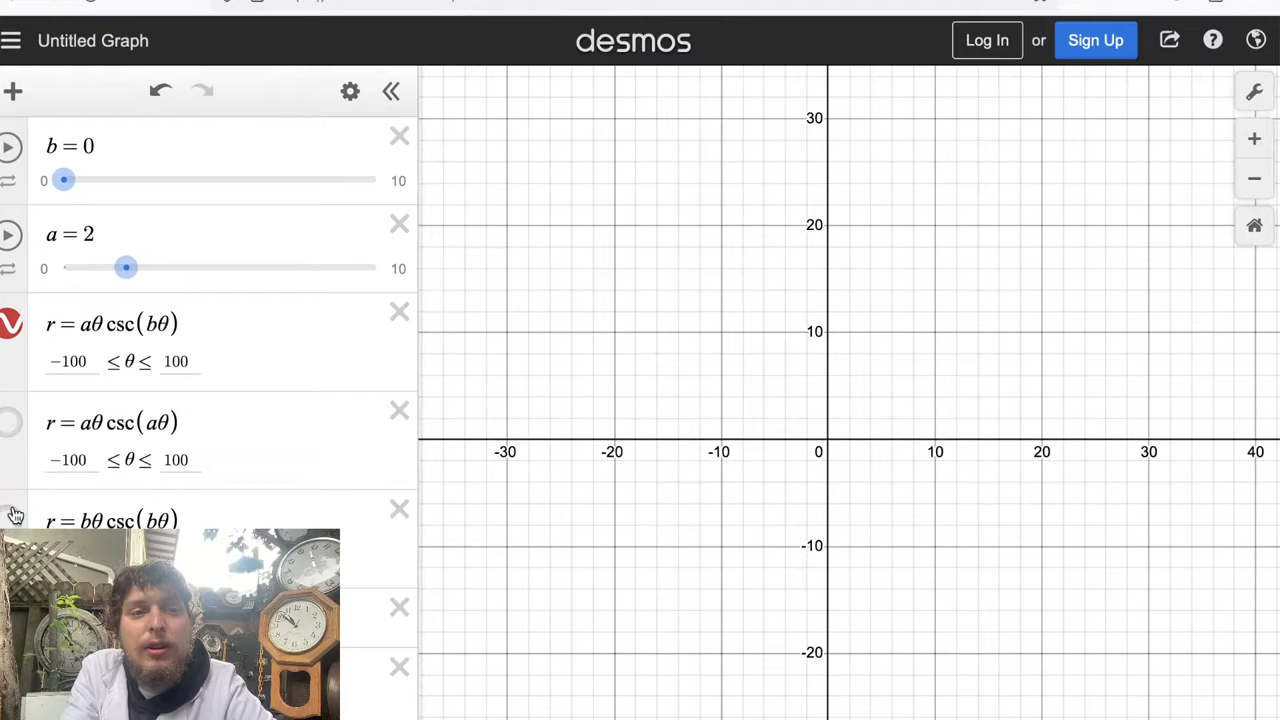 Untitled Graph
desmos
Log In or Sign Up
b = 0
0 10
a = 2
0 10
r = aθ csc(bθ)
−100 ≤ θ ≤ 100
r = aθ csc(aθ)
−100 ≤ θ ≤ 100
r = bθ csc(bθ)
30
20
10
-30 -20 -10 0 10 20 30 40
-10
-20